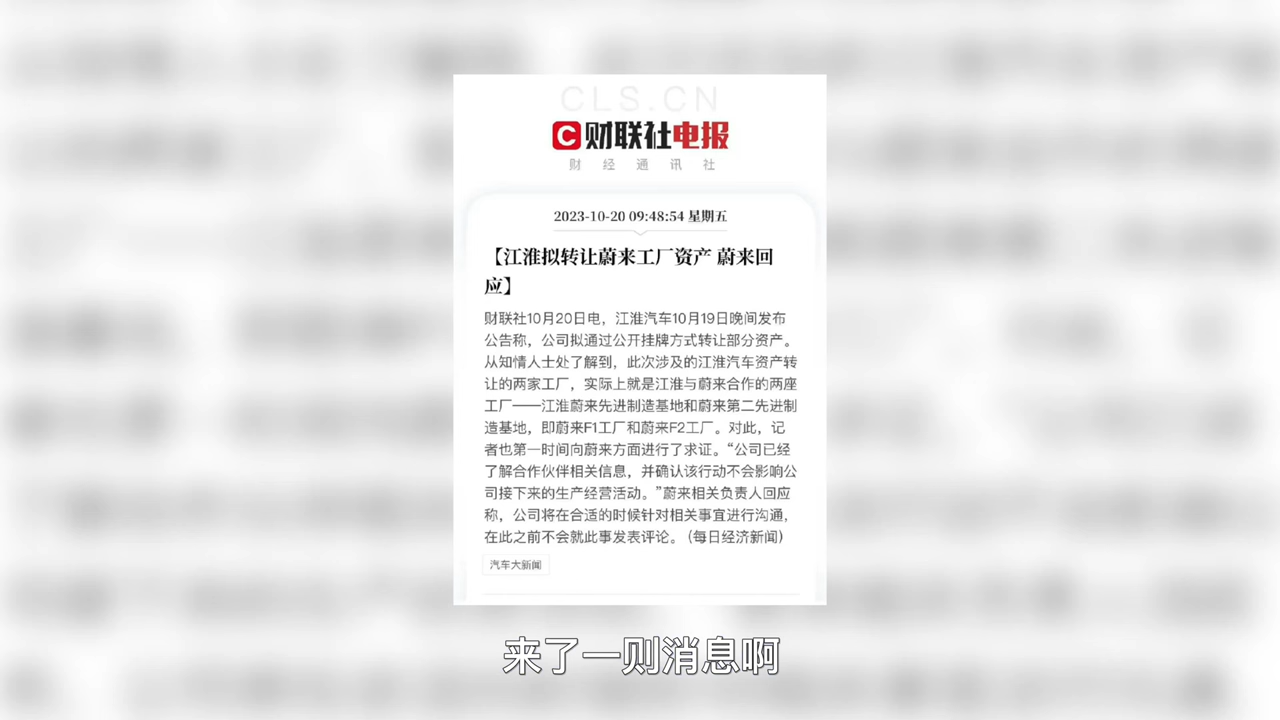 CLS.CN
财联社电报
财经通讯社
2023-10-20 09:48:54 星期五
【江淮拟转让蔚来工厂资产 蔚来回
应】
财联社10月20日电，江淮汽车10月19日晚间发布
公告称，公司拟通过公开挂牌方式转让部分资产。
从知情人士处了解到，此次涉及的江淮汽车资产转
让的两家工厂，实际上就是江淮与蔚来合作的两座
工厂——江淮蔚来先进制造基地和蔚来第二先进制
造基地，即蔚来F1工厂和蔚来F2工厂。对此，记
者也第一时间向蔚来方面进行了求证。“公司已经
了解合作伙伴相关信息，并确认该行动不会影响公
司接下来的生产经营活动。”蔚来相关负责人回应
称，公司将在合适的时候针对相关事宜进行沟通，
在此之前不会就此事发表评论。（每日经济新闻）
汽车大新闻
来了一则消息啊